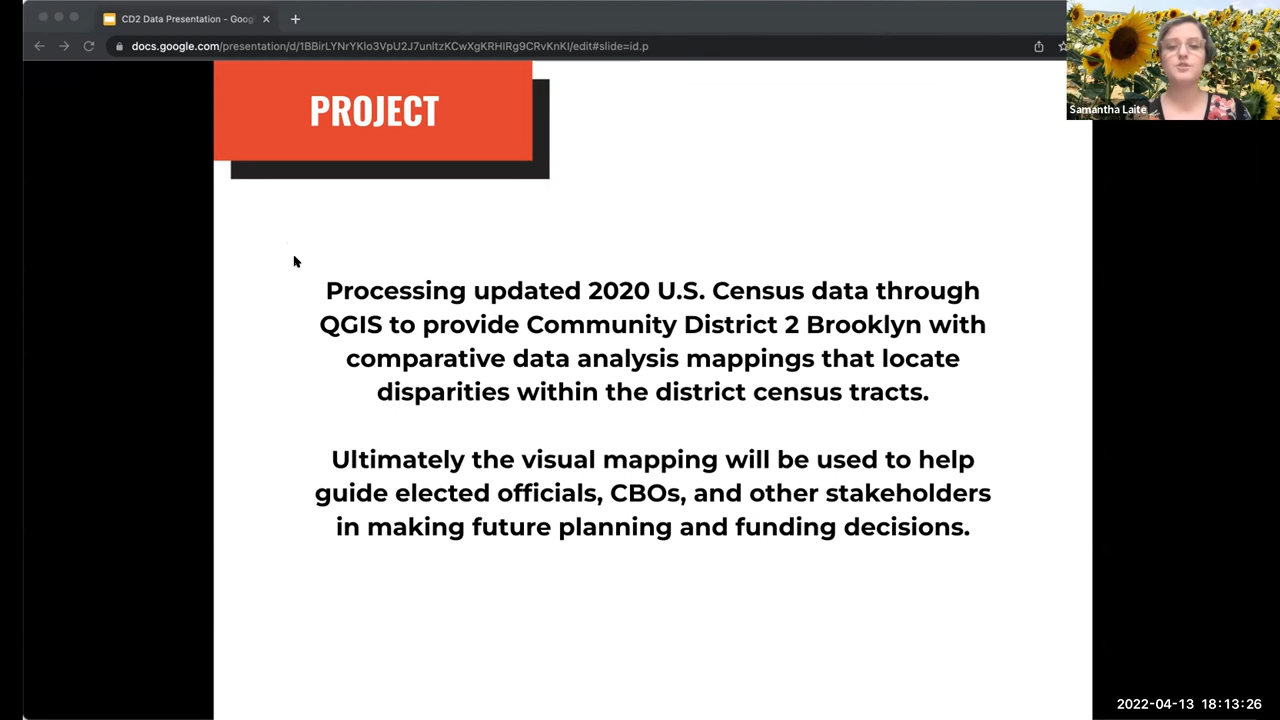 CD2 Data Presentation - Goog
docs.google.com/presentation/d/1BBirLYNrYKlo3VpU2J7unltzKCwXgKRHlRg9CRvKnKI/edit#slide=id.p
Samantha Laite
PROJECT
Processing updated 2020 U.S. Census data through
QGIS to provide Community District 2 Brooklyn with
comparative data analysis mappings that locate
disparities within the district census tracts.
Ultimately the visual mapping will be used to help
guide elected officials, CBOs, and other stakeholders
in making future planning and funding decisions.
2022-04-13 18:13:26